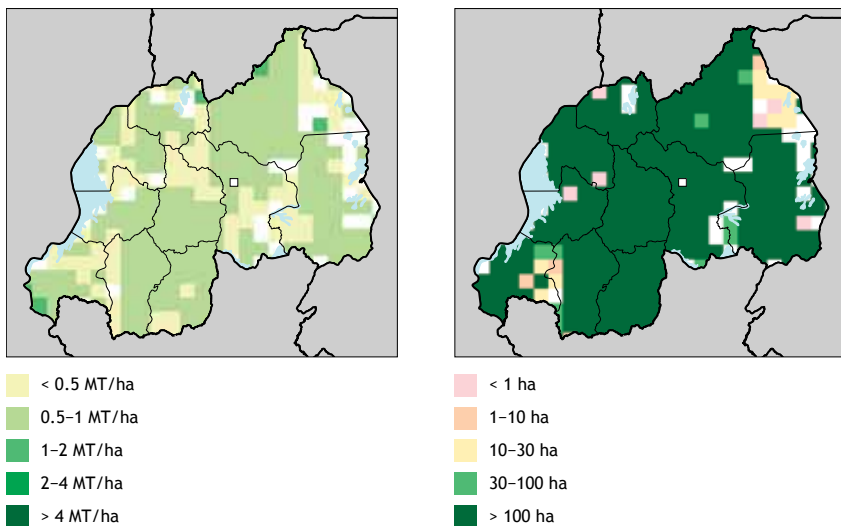 < 0.5 MT/ha
0.5–1 MT/ha
1–2 MT/ha
2–4 MT/ha
> 4 MT/ha
< 1 ha
1–10 ha
10–30 ha
30–100 ha
> 100 ha